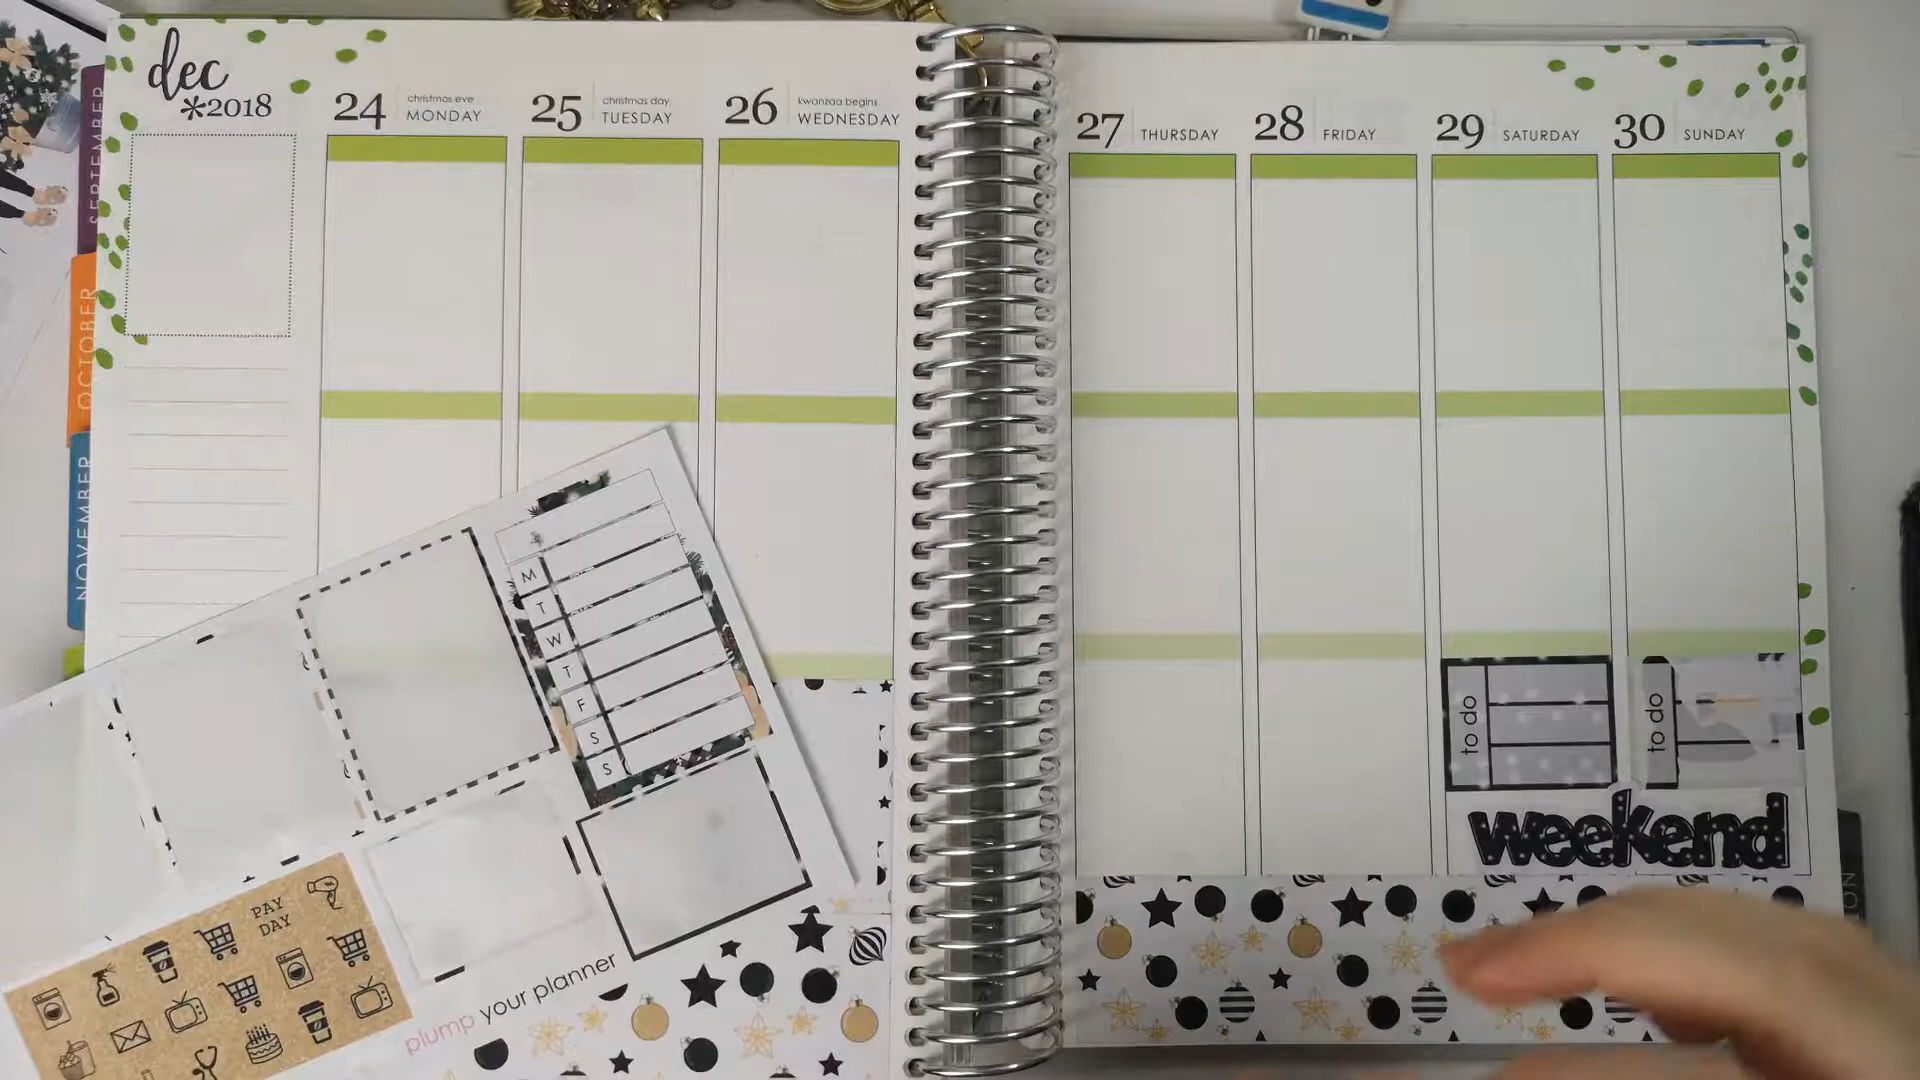 dec
*2018
24
christmas eve
MONDAY
25
christmas day
TUESDAY
26
kwanzaa begins
WEDNESDAY
27 THURSDAY
28 FRIDAY
29 SATURDAY
30 SUNDAY
SEPTEMBER
OCTOBER
NOVEMBER
M
T
W
T
F
S
S
to do
to do
weekend
PAY
DAY
plump your planner